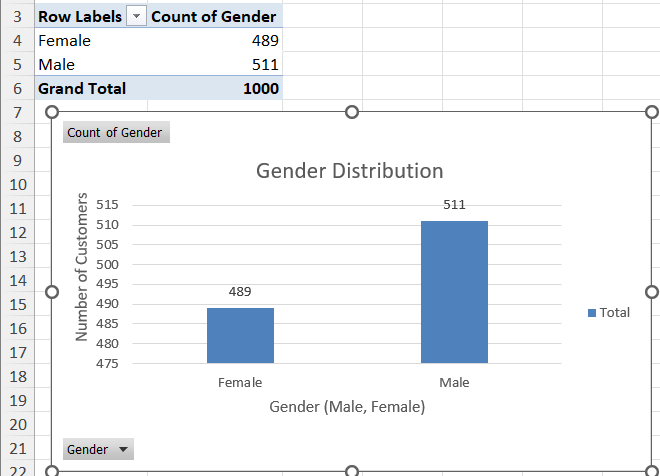 3 Row Labels Count of Gender
4 Female 489
5 Male 511
6 Grand Total 1000
7
8 Count of Gender
9
10 Gender Distribution
11
12
13
14
15
16
17
18
19
20
21
22
Number of Customers
515
510
505
500
495
490
485
480
475
489
511
Total
Female Male
Gender (Male, Female)
Gender